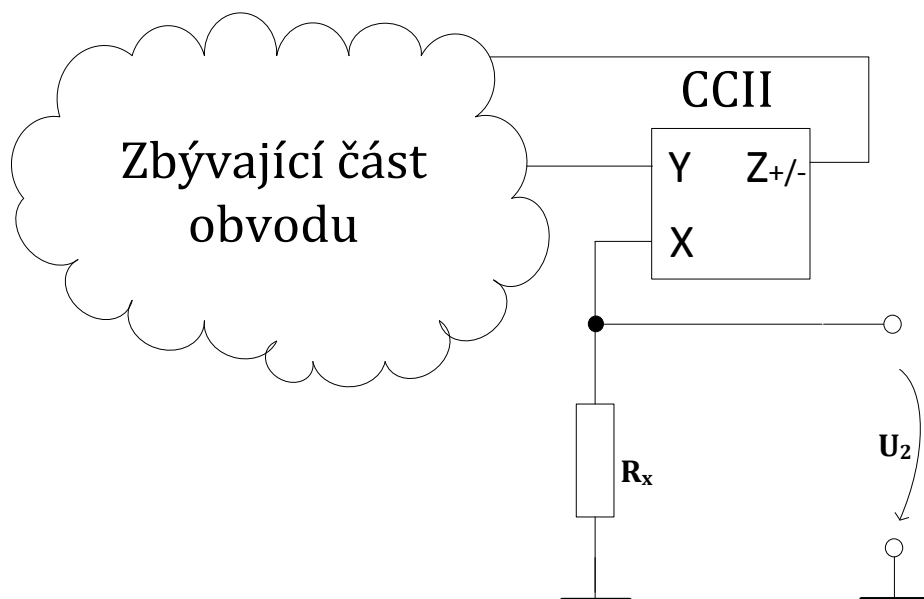 CCII
Zbývající část
obvodu
Y Z+/-
X
U₂
Rₓ